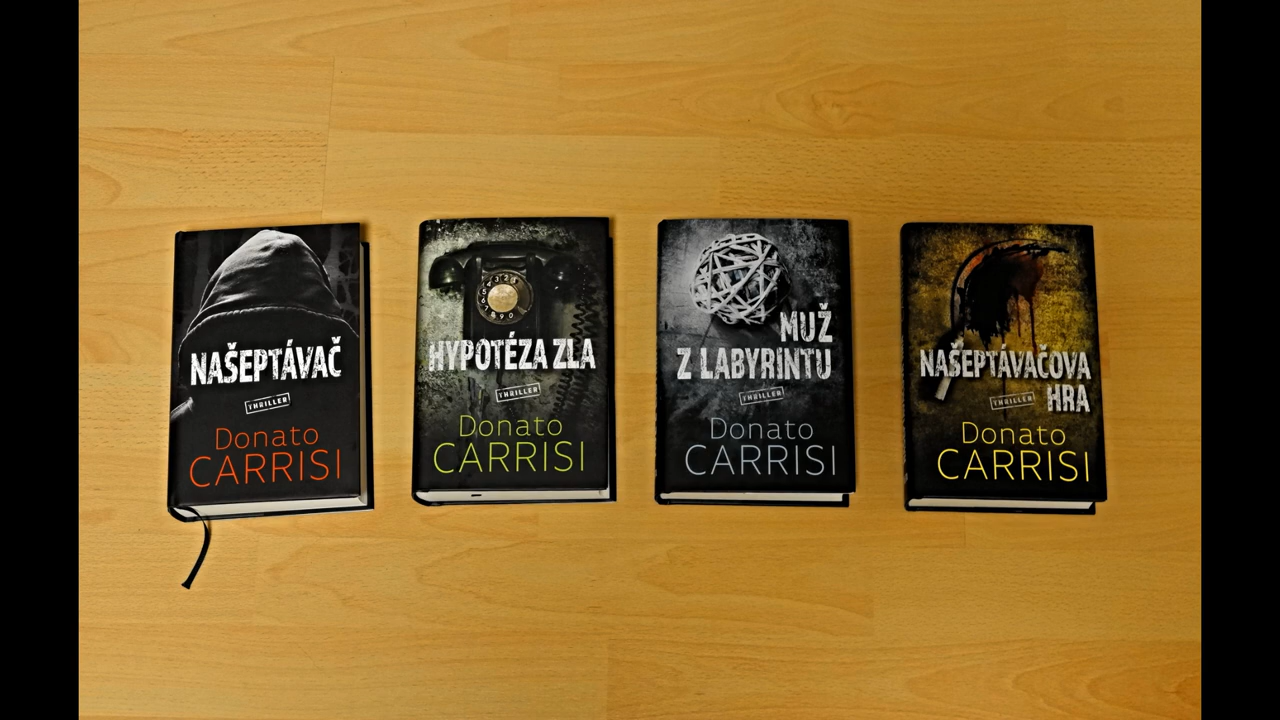 NAŠEPTÁVAČ
THRILLER
Donato
CARRISI
HYPOTÉZA ZLA
THRILLER
Donato
CARRISI
MUŽ
Z LABYRINTU
THRILLER
Donato
CARRISI
NAŠEPTÁVAČOVA
HRA
THRILLER
Donato
CARRISI